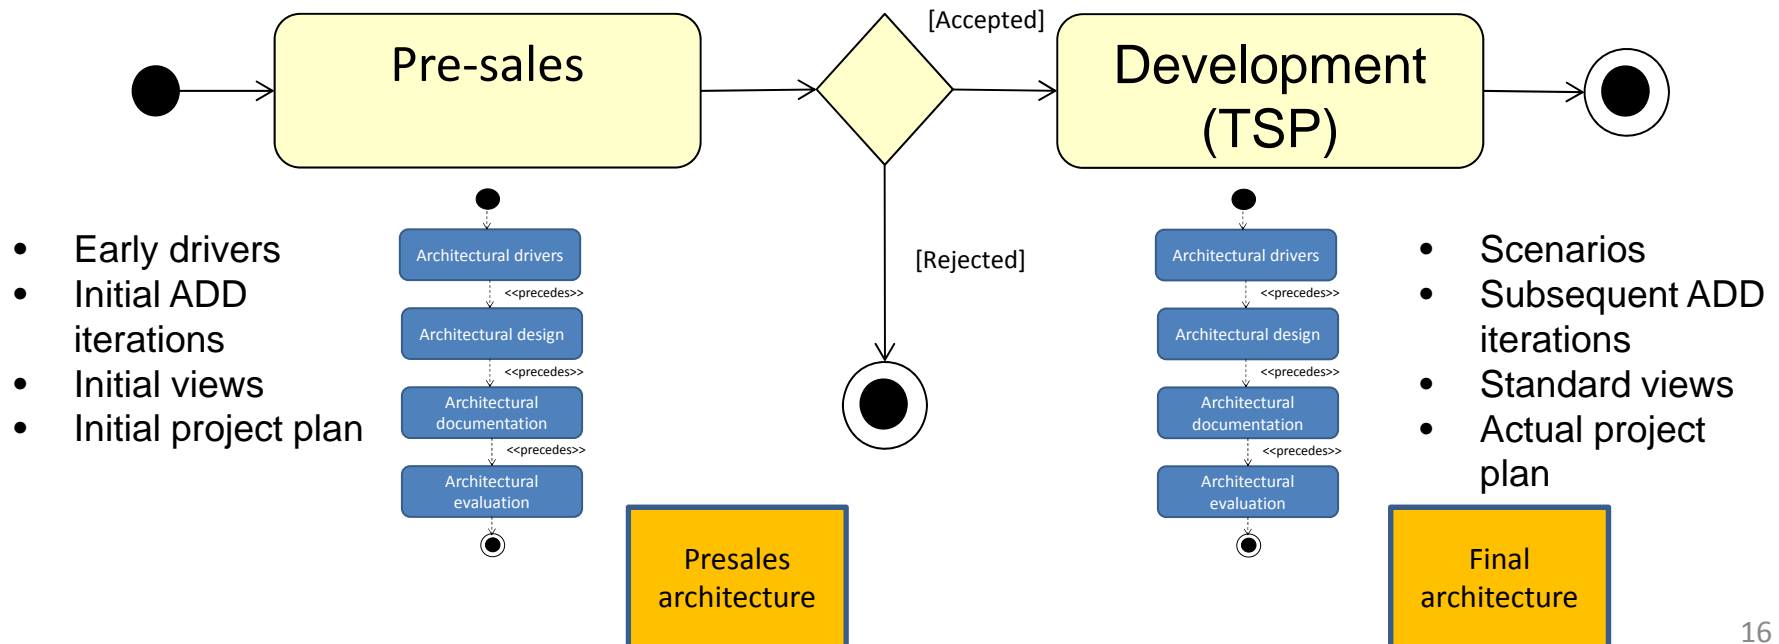 [Accepted]
Pre-sales
Development
(TSP)
[Rejected]
• Early drivers
• Initial ADD
iterations
• Initial views
• Initial project plan
Architectural drivers
<<precedes>>
Architectural design
<<precedes>>
Architectural
documentation
<<precedes>>
Architectural
evaluation
Presales
architecture
Architectural drivers
<<precedes>>
Architectural design
<<precedes>>
Architectural
documentation
<<precedes>>
Architectural
evaluation
• Scenarios
• Subsequent ADD
iterations
• Standard views
• Actual project
plan
Final
architecture
16